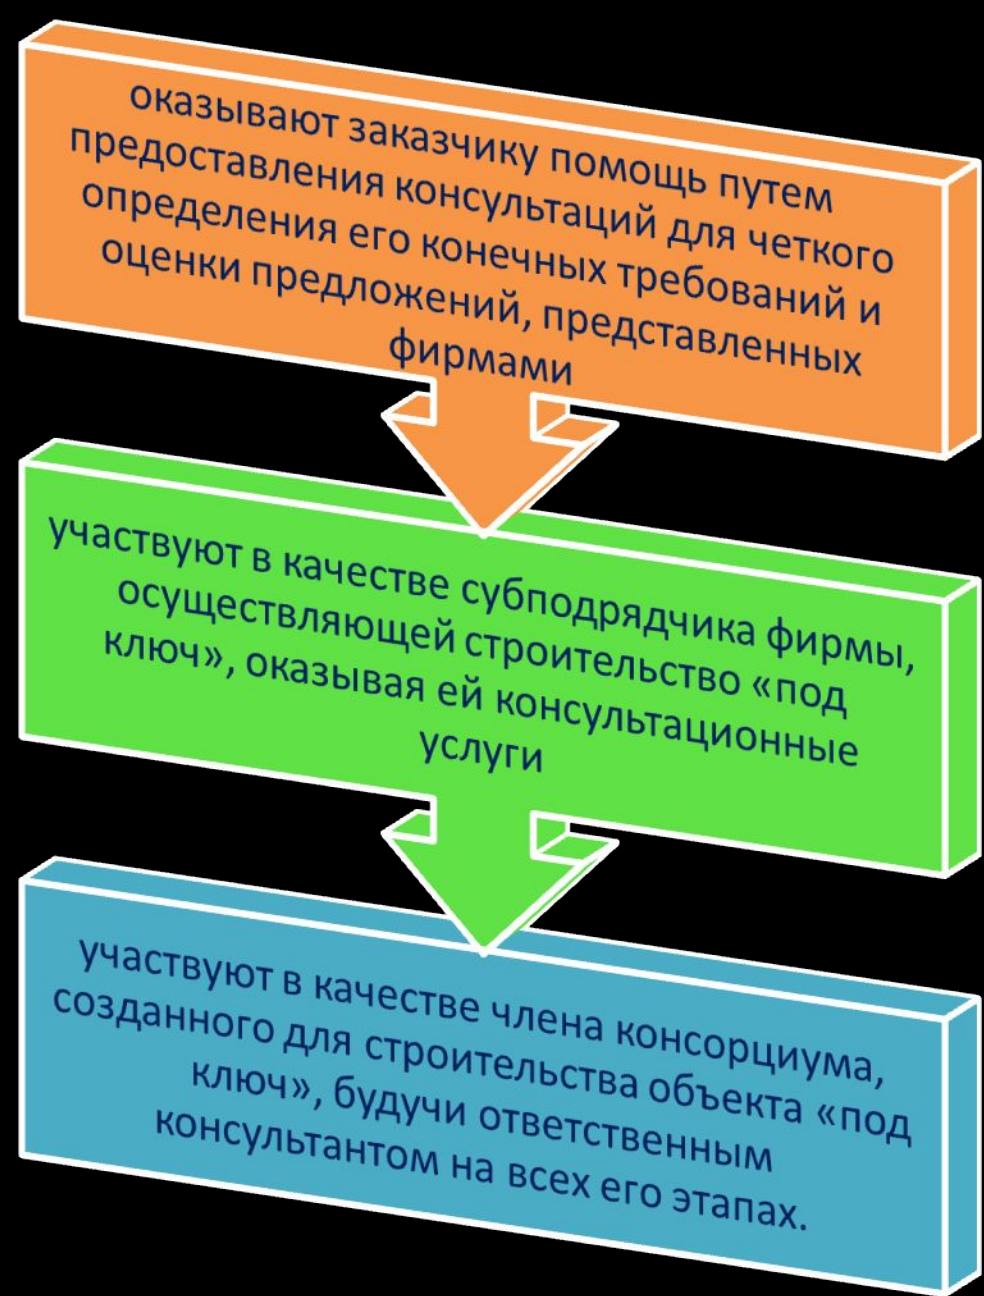 оказывают заказчику помощь путем
предоставления консультаций для четкого
определения его конечных требований и
оценки предложений, представленных
фирмами
участвуют в качестве субподрядчика фирмы,
осуществляющей строительство «под
ключ», оказывая ей консультационные
услуги
участвуют в качестве члена консорциума,
созданного для строительства объекта «под
ключ», будучи ответственным
консультантом на всех его этапах.